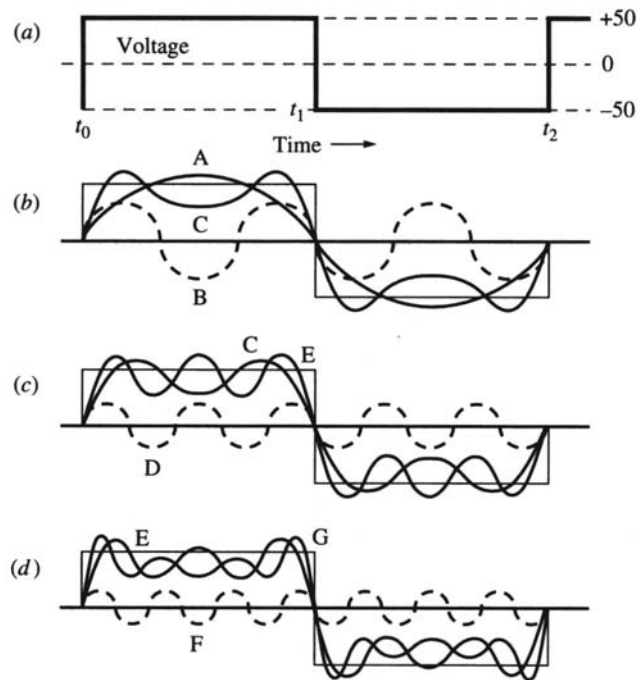 (a)
Voltage
+50
0
t₁
–50
t₀
Time
t₂
A
(b)
C
B
C E
(c)
D
E G
(d)
F